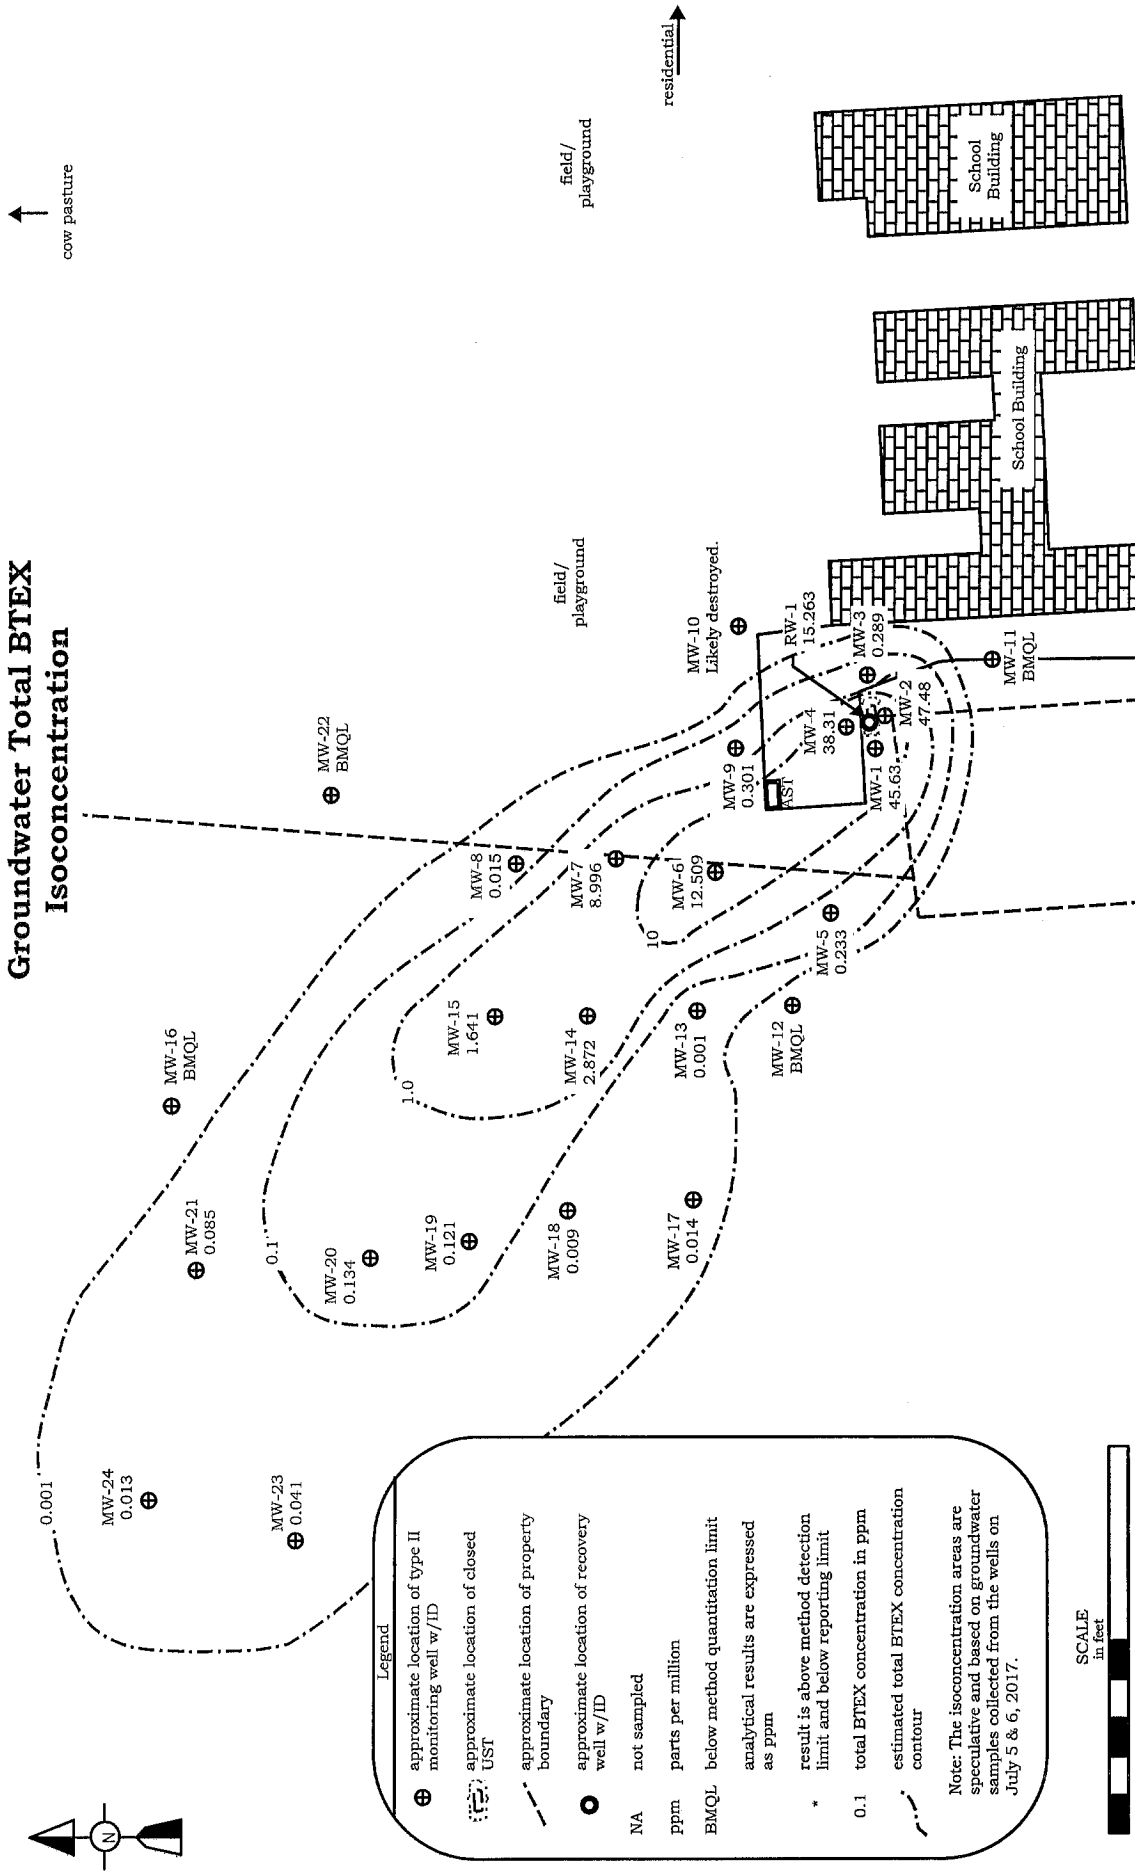 Groundwater Total BTEX
Isoconcentration
cow pasture
residential
field/
playground
field/
playground
School
Building
School Building
MW-22
BMQL
MW-16
BMQL
MW-21
0.085
MW-24
0.013
MW-23
0.041
MW-20
0.134
MW-19
0.121
MW-18
0.009
MW-17
0.014
MW-15
1.641
MW-14
2.872
MW-13
0.001
MW-12
BMQL
MW-8
0.015
MW-7
8.996
MW-6
12.509
MW-5
0.233
MW-9
0.301
AST
MW-10
Likely destroyed.
RW-1
15.263
MW-3
0.289
MW-4
38.31
MW-2
47.48
MW-1
45.63
MW-11
BMQL
0.001
0.1
1.0
10
N
Legend
approximate location of type II
monitoring well w/ID
approximate location of closed
UST
approximate location of property
boundary
approximate location of recovery
well w/ID
NA not sampled
ppm parts per million
BMQL below method quantitation limit
analytical results are expressed
as ppm
* result is above method detection
limit and below reporting limit
0.1 total BTEX concentration in ppm
estimated total BTEX concentration
contour
Note: The isoconcentration areas are
speculative and based on groundwater
samples collected from the wells on
July 5 & 6, 2017.
SCALE
in feet